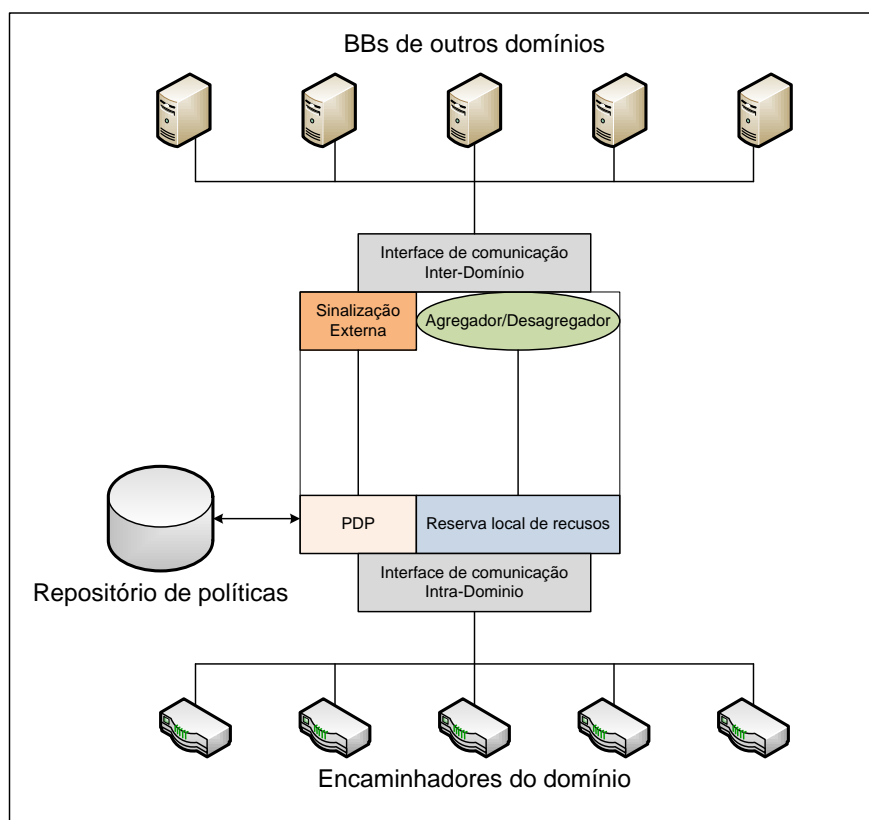 BBs de outros domínios
Interface de comunicação
Inter-Domínio
Sinalização
Externa
Agregador/Desagregador
PDP
Reserva local de recusos
Repositório de políticas
Interface de comunicação
Intra-Dominio
Encaminhadores do domínio